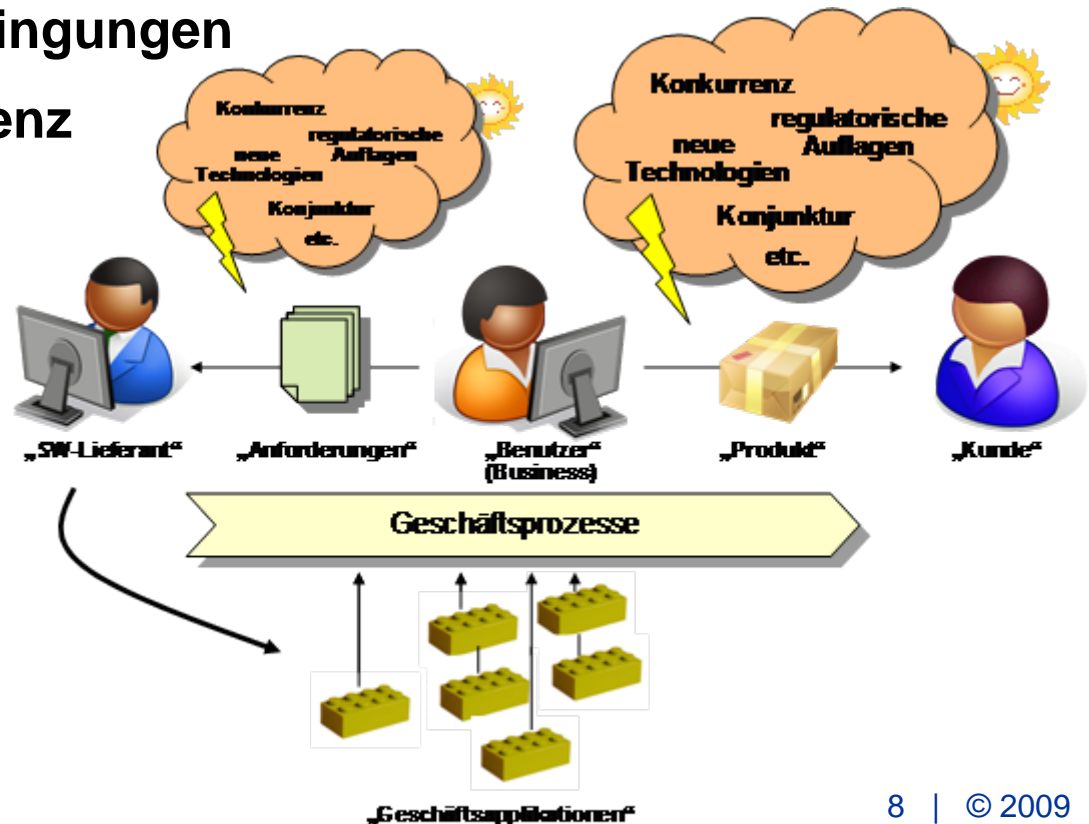 ingungen
enz
Konkurrenz
regulatorische
neue Auflagen
Technologien
Konjunktur
etc.
Konkurrenz
regulatorische
neue Auflagen
Technologien
Konjunktur
etc.
„SW-Lieferant“ „Anforderungen“ „Benutzer“ „Produkt“ „Kunde“
(Business)
Geschäftsprozesse
„Geschäftsapplikationen“
8 | © 2009